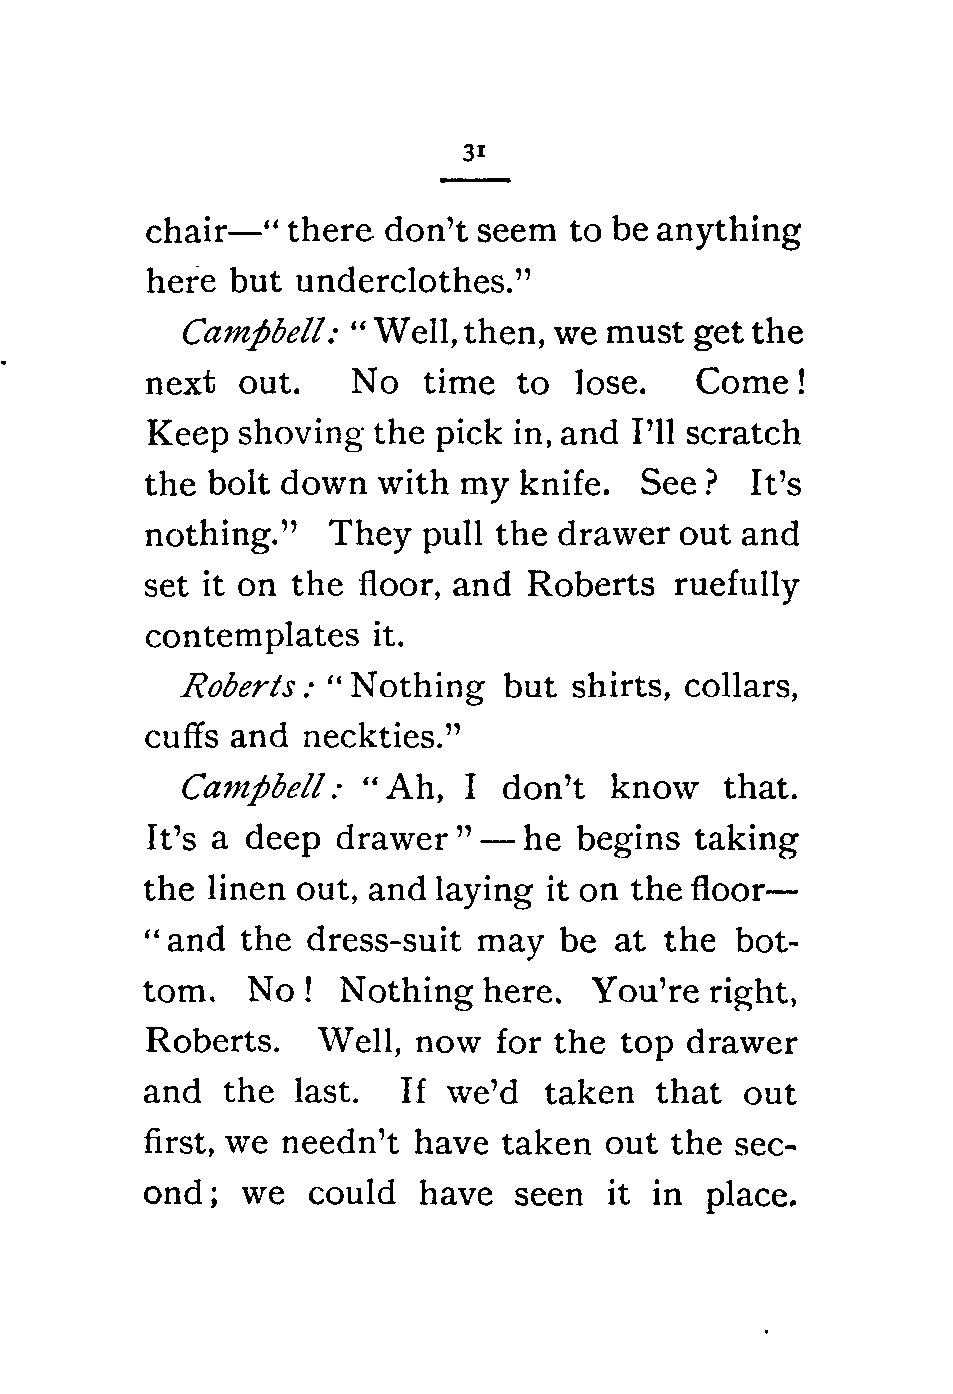 31
chair—“ there don’t seem to be anything
here but underclothes.”
Campbell: “ Well, then, we must get the
next out. No time to lose. Come !
Keep shoving the pick in, and I’ll scratch
the bolt down with my knife. See ? It’s
nothing.” They pull the drawer out and
set it on the floor, and Roberts ruefully
contemplates it.
Roberts : “ Nothing but shirts, collars,
cuffs and neckties.”
Campbell : “ Ah, I don’t know that.
It’s a deep drawer ” — he begins taking
the linen out, and laying it on the floor—
“ and the dress-suit may be at the bot-
tom. No ! Nothing here. You’re right,
Roberts. Well, now for the top drawer
and the last. If we’d taken that out
first, we needn’t have taken out the sec-
ond ; we could have seen it in place.